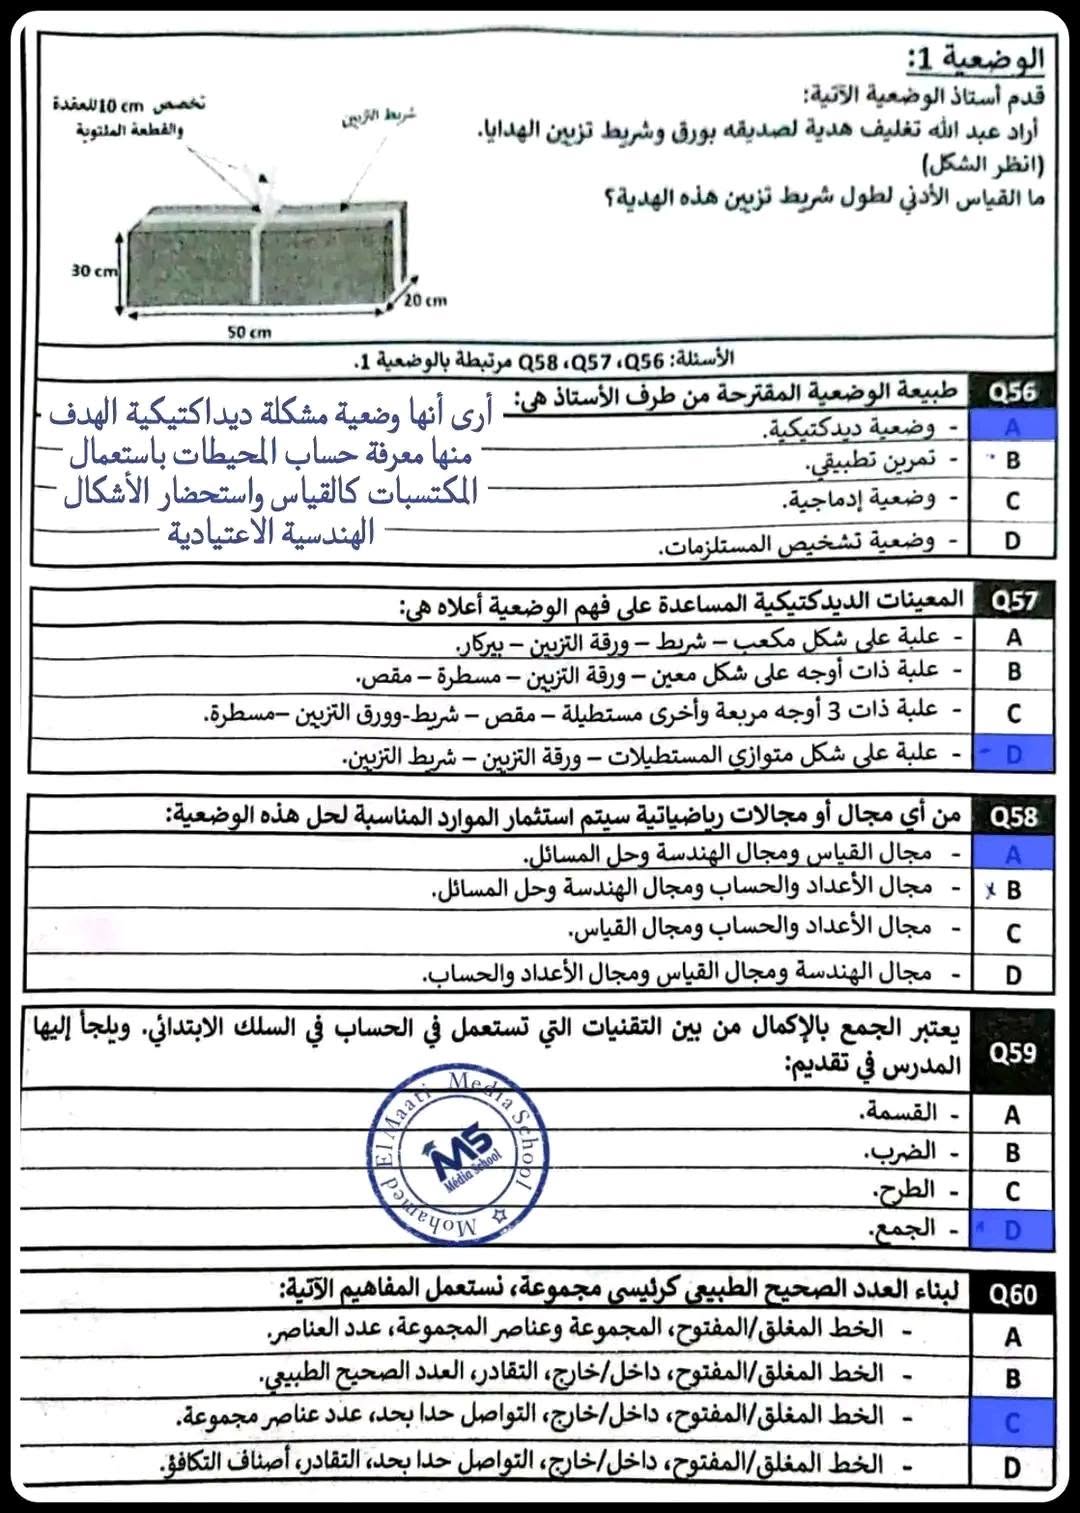 الوضعية 1:
قدم أستاذ الوضعية الآتية:
أراد عبد الله تغليف هدية لصديقه بورق وشريط تزيين الهدايا.
(انظر الشكل)
ما القياس الأدنى لطول شريط تزيين هذه الهدية؟
تخصص 10 cm للعقدة
والقطعة الملتوية
شريط التزيين
30 cm
20 cm
50 cm
الأسئلة: Q56، Q57، Q58 مرتبطة بالوضعية 1.
Q56 طبيعة الوضعية المقترحة من طرف الأستاذ هي:
A - وضعية ديدكتيكية.
B - تمرين تطبيقي.
C - وضعية إدماجية.
D - وضعية تشخيص المستلزمات.
أرى أنها وضعية مشكلة ديداكتيكية الهدف
منها معرفة حساب المحيطات باستعمال
المكتسبات كالقياس واستحضار الأشكال
الهندسية الاعتيادية
Q57 المعينات الديدكتيكية المساعدة على فهم الوضعية أعلاه هي:
A - علبة على شكل مكعب – شريط – ورقة التزيين – بيركار.
B - علبة ذات أوجه على شكل معين – ورقة التزيين – مسطرة – مقص.
C - علبة ذات 3 أوجه مربعة وأخرى مستطيلة – مقص – شريط-وورق التزيين –مسطرة.
D - علبة على شكل متوازي المستطيلات – ورقة التزيين – شريط التزيين.
Q58 من أي مجال أو مجالات رياضياتية سيتم استثمار الموارد المناسبة لحل هذه الوضعية:
A - مجال القياس ومجال الهندسة وحل المسائل.
B - مجال الأعداد والحساب ومجال الهندسة وحل المسائل.
C - مجال الأعداد والحساب ومجال القياس.
D - مجال الهندسة ومجال القياس ومجال الأعداد والحساب.
Q59 يعتبر الجمع بالإكمال من بين التقنيات التي تستعمل في الحساب في السلك الابتدائي. ويلجأ إليها
المدرس في تقديم:
A - القسمة.
B - الضرب.
C - الطرح.
D - الجمع.
Mohamed El Maati Media School
MS
Média School
Q60 لبناء العدد الصحيح الطبيعي كرئيسي مجموعة، نستعمل المفاهيم الآتية:
A - الخط المغلق/المفتوح، المجموعة وعناصر المجموعة، عدد العناصر.
B - الخط المغلق/المفتوح، داخل/خارج، التقادر، العدد الصحيح الطبيعي.
C - الخط المغلق/المفتوح، داخل/خارج، التواصل حدا بحد، عدد عناصر مجموعة.
D - الخط المغلق/المفتوح، داخل/خارج، التواصل حدا بحد، التقادر، أصناف التكافؤ.